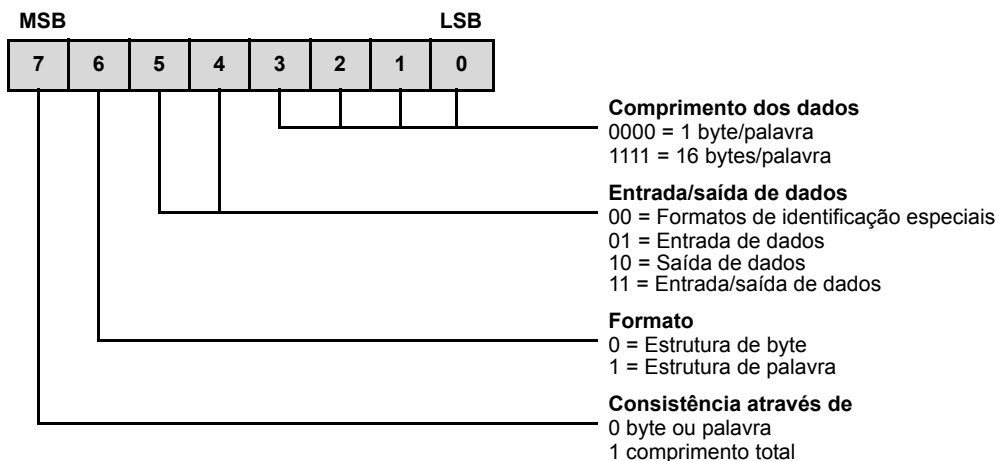 MSB LSB
7 6 5 4 3 2 1 0
Comprimento dos dados
0000 = 1 byte/palavra
1111 = 16 bytes/palavra
Entrada/saída de dados
00 = Formatos de identificação especiais
01 = Entrada de dados
10 = Saída de dados
11 = Entrada/saída de dados
Formato
0 = Estrutura de byte
1 = Estrutura de palavra
Consistência através de
0 byte ou palavra
1 comprimento total